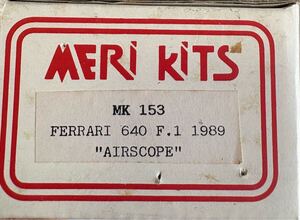 MERi KiTS
MK 153
FERRARI 640 F.1 1989
"AIRSCOPE"